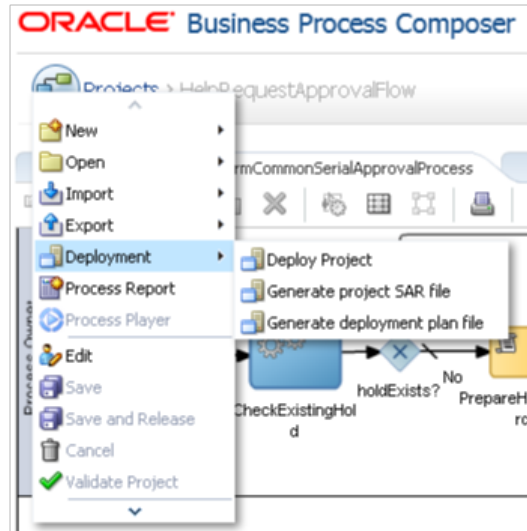 ORACLE Business Process Composer
Projects > HelpRequestApprovalFlow
New
rmCommonSerialApprovalProcess
Open
Import
Export
Deployment
Deploy Project
Process Report
Generate project SAR file
Process Player
Generate deployment plan file
Process Owner
Edit
Save
CheckExistingHol
d
holdExists?
No
PrepareH
rd
Save and Release
Cancel
Validate Project